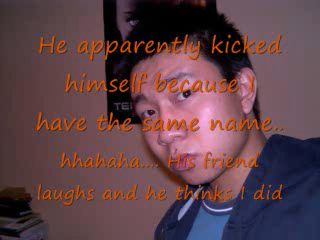 He apparently kicked
himself because I
have the same name..
hhahaha.... His friend
laughs and he thinks I did